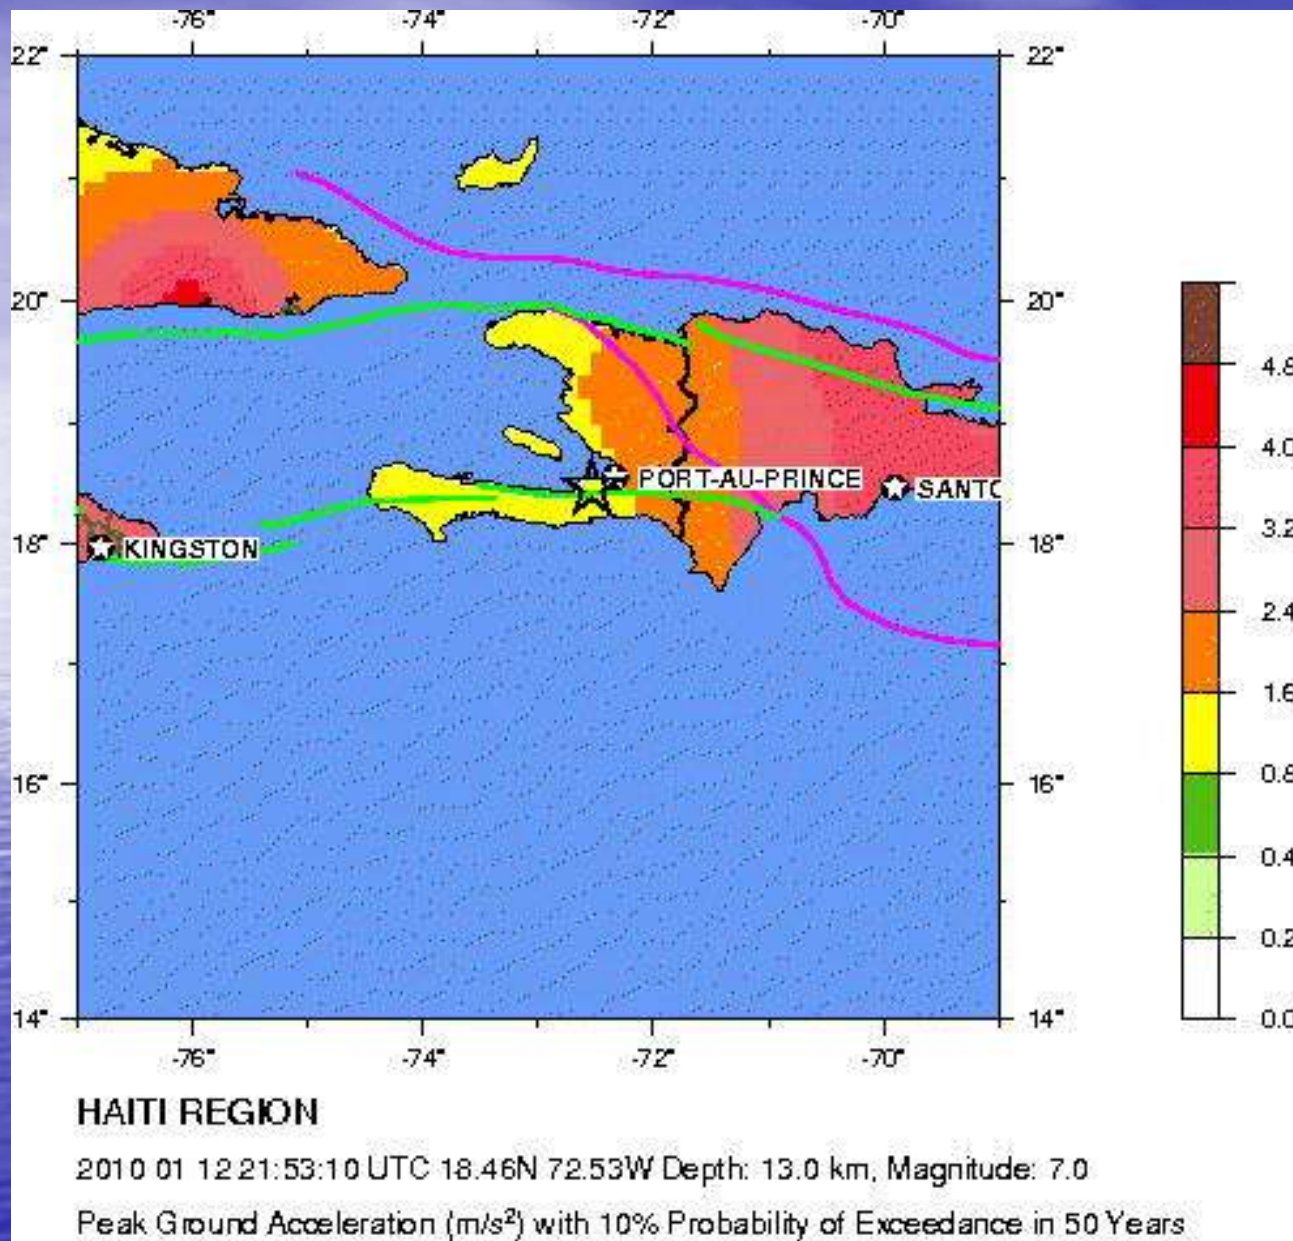 -76° -74° -72° -70°
22° 22°
20° 20°
PORT-AU-PRINCE
SANTO
KINGSTON
18° 18°
16° 16°
14° 14°
-76° -74° -72° -70°
4.8
4.0
3.2
2.4
1.6
0.8
0.4
0.2
0.0
HAITI REGION
2010 01 12 21:53:10 UTC 18.46N 72.53W Depth: 13.0 km, Magnitude: 7.0
Peak Ground Acceleration (m/s²) with 10% Probability of Exceedance in 50 Years